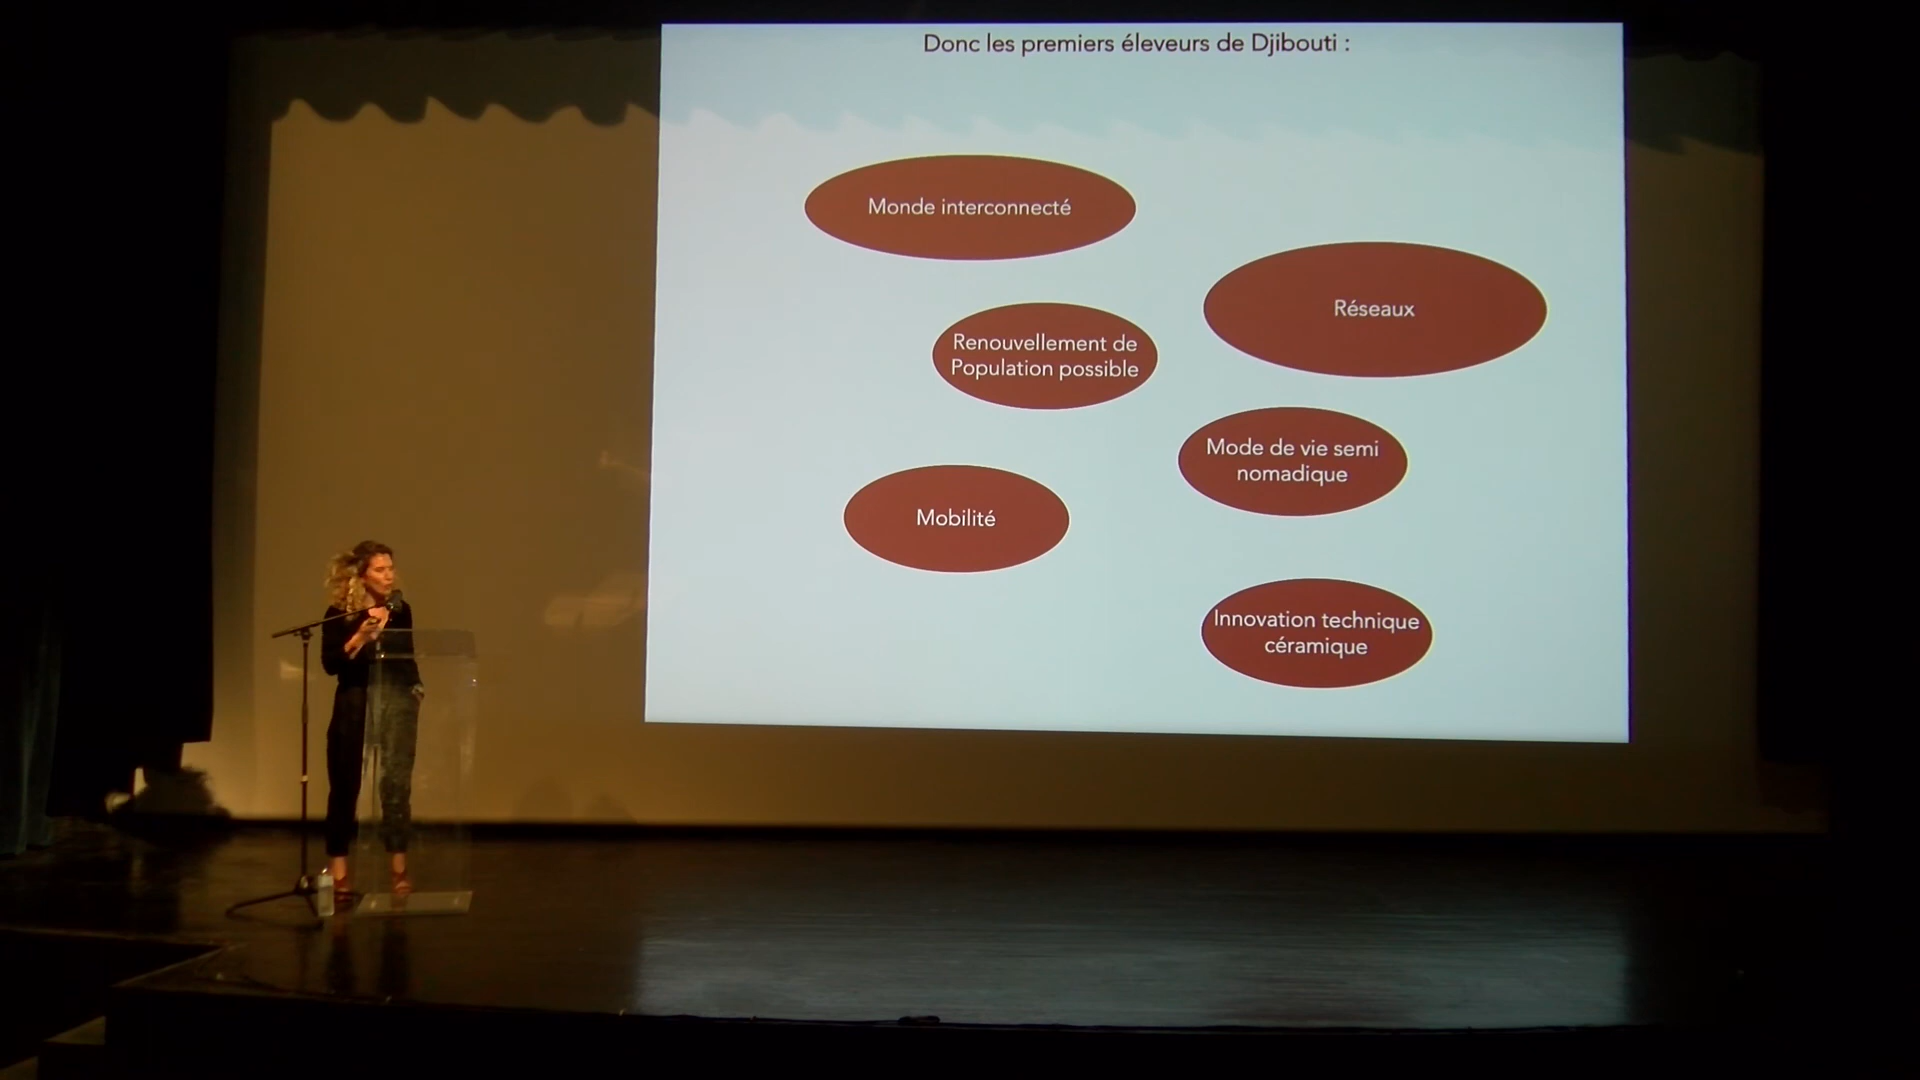 Donc les premiers éleveurs de Djibouti :
Monde interconnecté
Réseaux
Renouvellement de
Population possible
Mode de vie semi
nomadique
Mobilité
Innovation technique
céramique